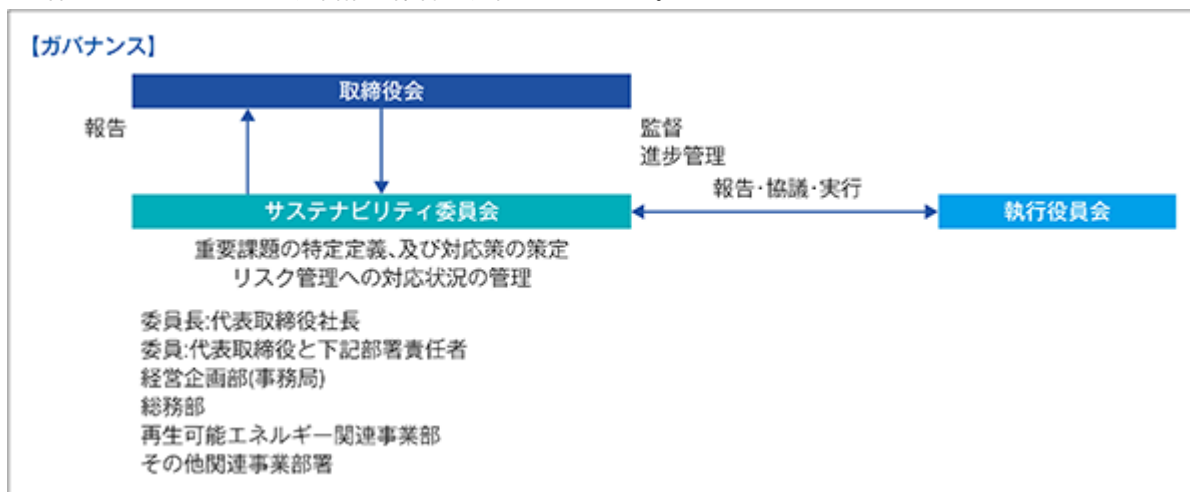 【ガバナンス】
取締役会
報告
監督
進歩管理
報告・協議・実行
サステナビリティ委員会
執行役員会
重要課題の特定定義、及び対応策の策定
リスク管理への対応状況の管理
委員長:代表取締役社長
委員:代表取締役と下記部署責任者
経営企画部(事務局)
総務部
再生可能エネルギー関連事業部
その他関連事業部署